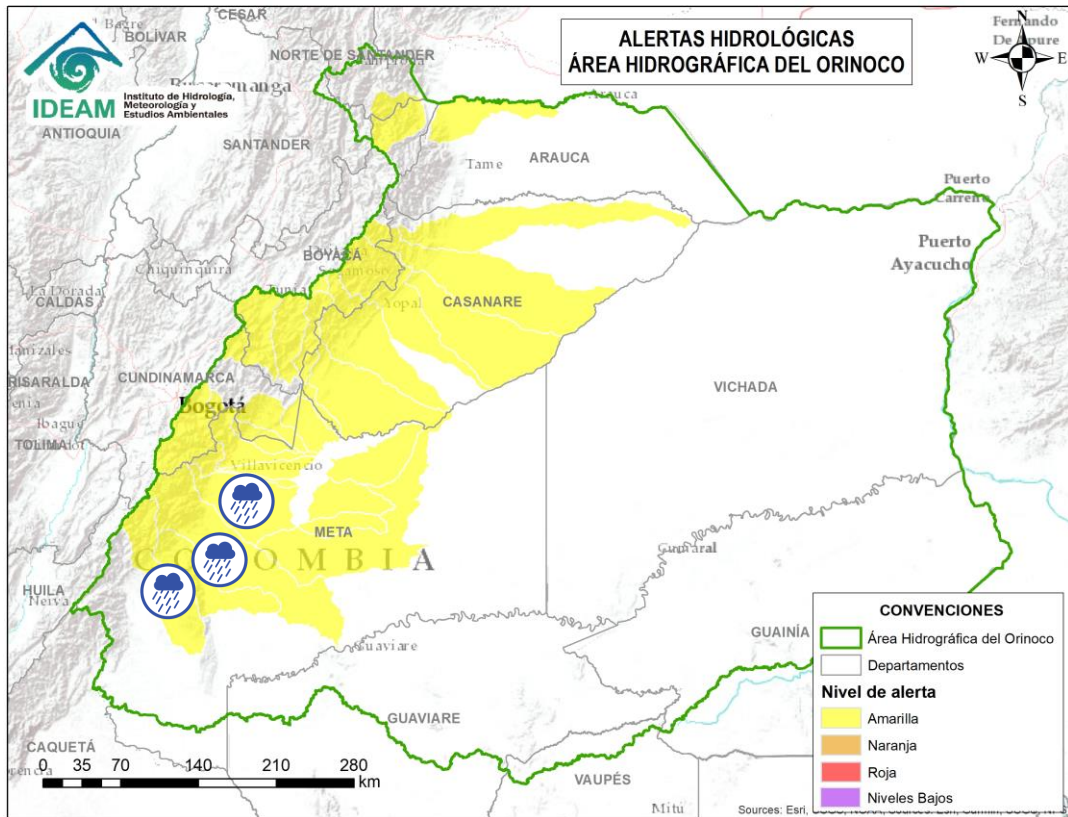 CESAR
BOLÍVAR
NORTE DE SANTANDER
ALERTAS HIDROLÓGICAS
ÁREA HIDROGRÁFICA DEL ORINOCO
N
W
E
S
IDEAM
Instituto de Hidrología,
Meteorología y
Estudios Ambientales
ANTIOQUIA
SANTANDER
Arauca
ARAUCA
Tame
Puerto
Puerto
Ayacucho
BOYACÁ
Chiquinquirá
La Dorada
CALDAS
Tunja
Yopal
CASANARE
VICHADA
CUNDINAMARCA
RISARALDA
Bogotá
Ibagué
TOLIMA
Villavicencio
META
COLOMBIA
HUILA
Neiva
Guaviare
GUAINÍA
GUAVIARE
CAQUETÁ
VAUPÉS
Mitú
0 35 70 140 210 280
km
CONVENCIONES
Área Hidrográfica del Orinoco
Departamentos
Nivel de alerta
Amarilla
Naranja
Roja
Niveles Bajos
Sources: Esri,